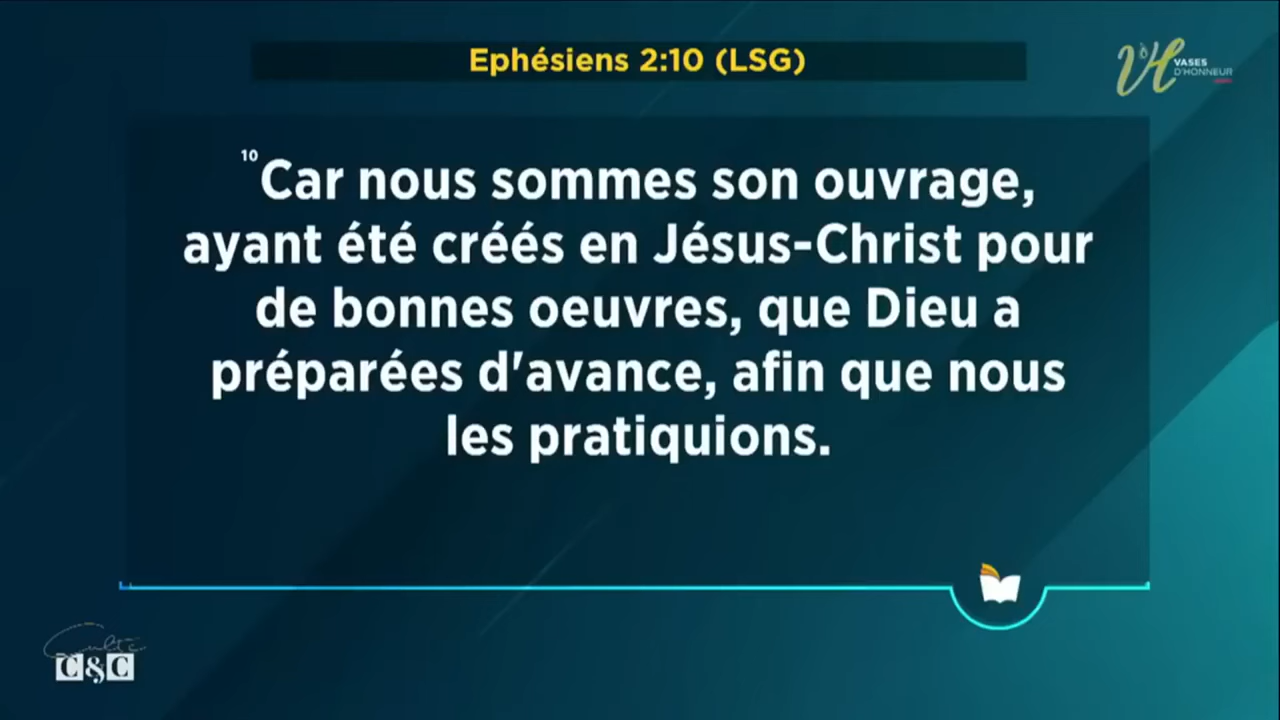 Ephésiens 2:10 (LSG)
VASES
D'HONNEUR
10 Car nous sommes son ouvrage,
ayant été créés en Jésus-Christ pour
de bonnes oeuvres, que Dieu a
préparées d'avance, afin que nous
les pratiquions.
Culte
C&C